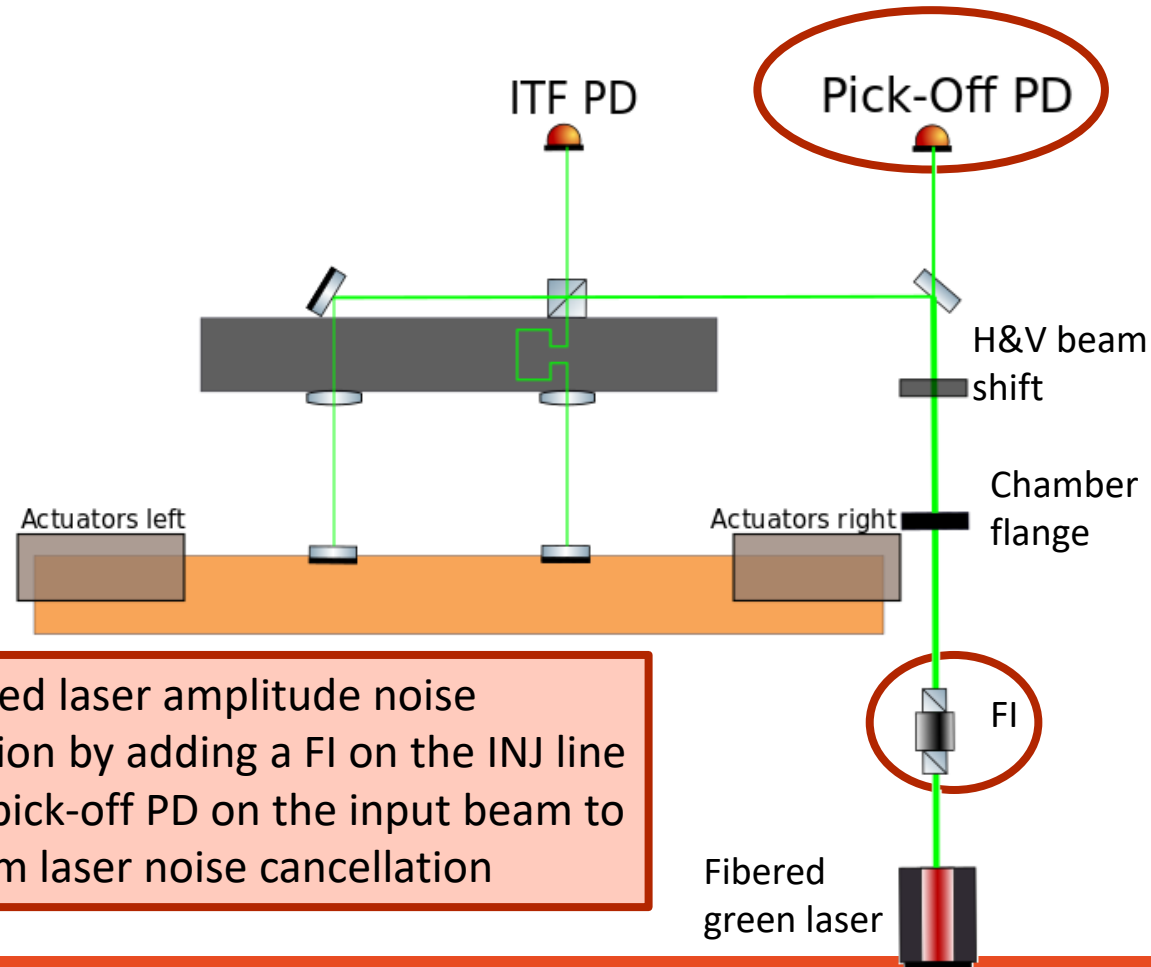 ITF PD
Pick-Off PD
H&V beam
shift
Chamber
flange
Actuators left
Actuators right
FI
laser amplitude noise
by adding a FI on the INJ line
pick-off PD on the input beam to
laser noise cancellation
Fibered
green laser